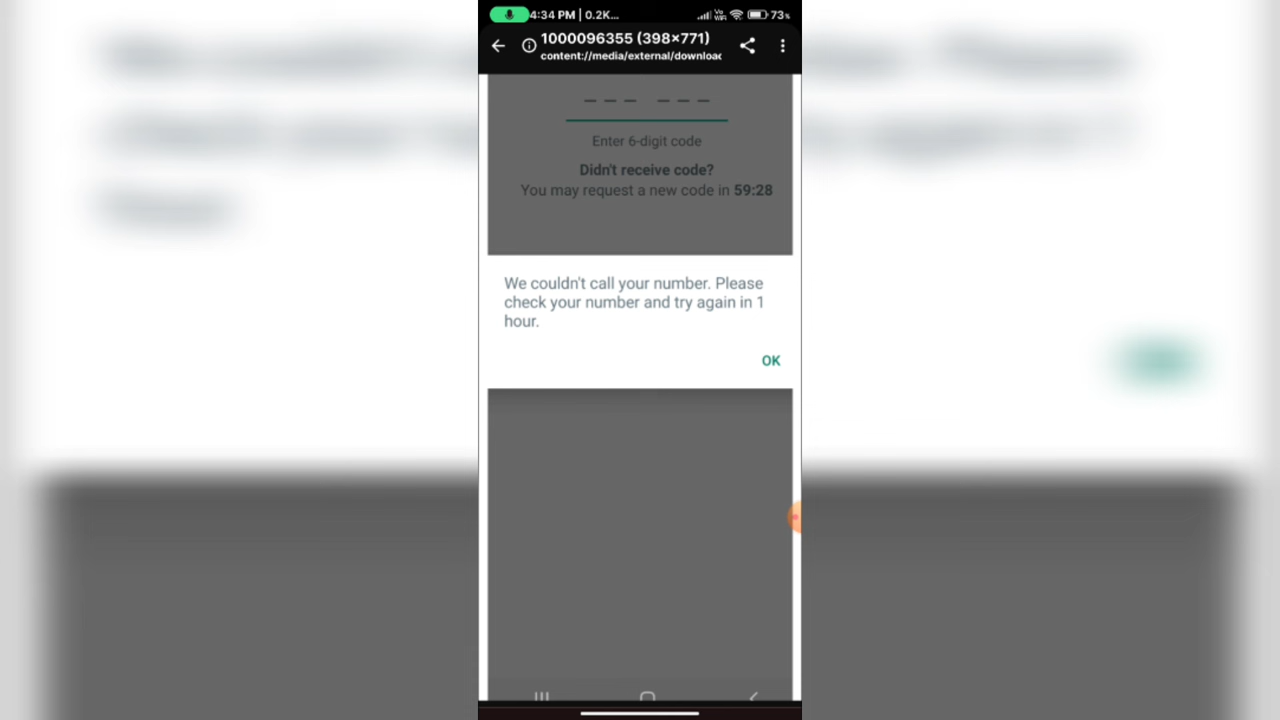 4:34 PM | 0.2K... Vo WiFi 73%
1000096355 (398×771)
content://media/external/downloac
--- ---
Enter 6-digit code
Didn't receive code?
You may request a new code in 59:28
We couldn't call your number. Please
check your number and try again in 1
hour.
OK